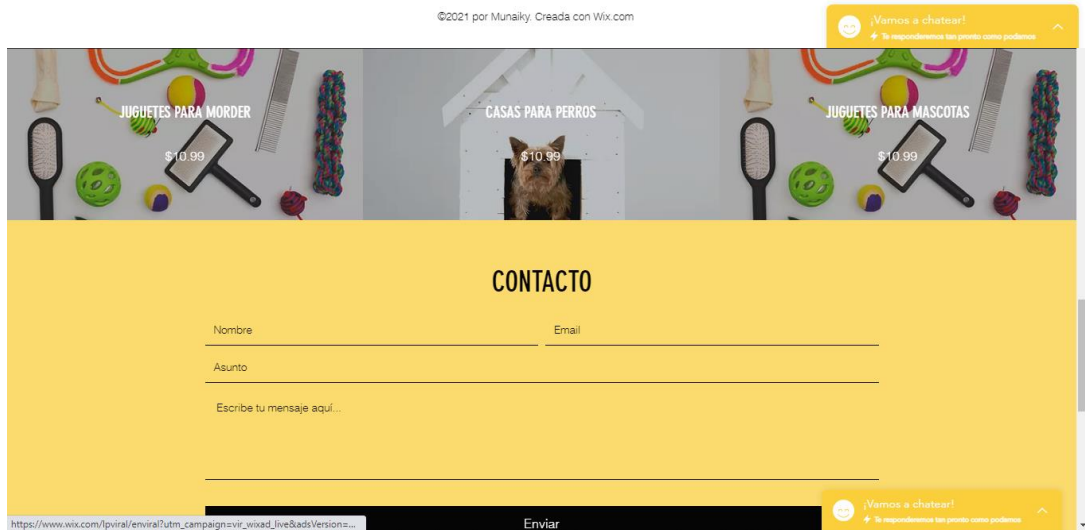 ©2021 por Munaiky. Creada con Wix.com
¡Vamos a chatear!
Te responderemos tan pronto como podamos
JUGUETES PARA MORDER
$10.99
CASAS PARA PERROS
$10.99
JUGUETES PARA MASCOTAS
$10.99
CONTACTO
Nombre
Email
Asunto
Escribe tu mensaje aquí...
Enviar
¡Vamos a chatear!
Te responderemos tan pronto como podamos
https://www.wix.com/lpviral/enviral?utm_campaign=vir_wixad_live&adsVersion=...